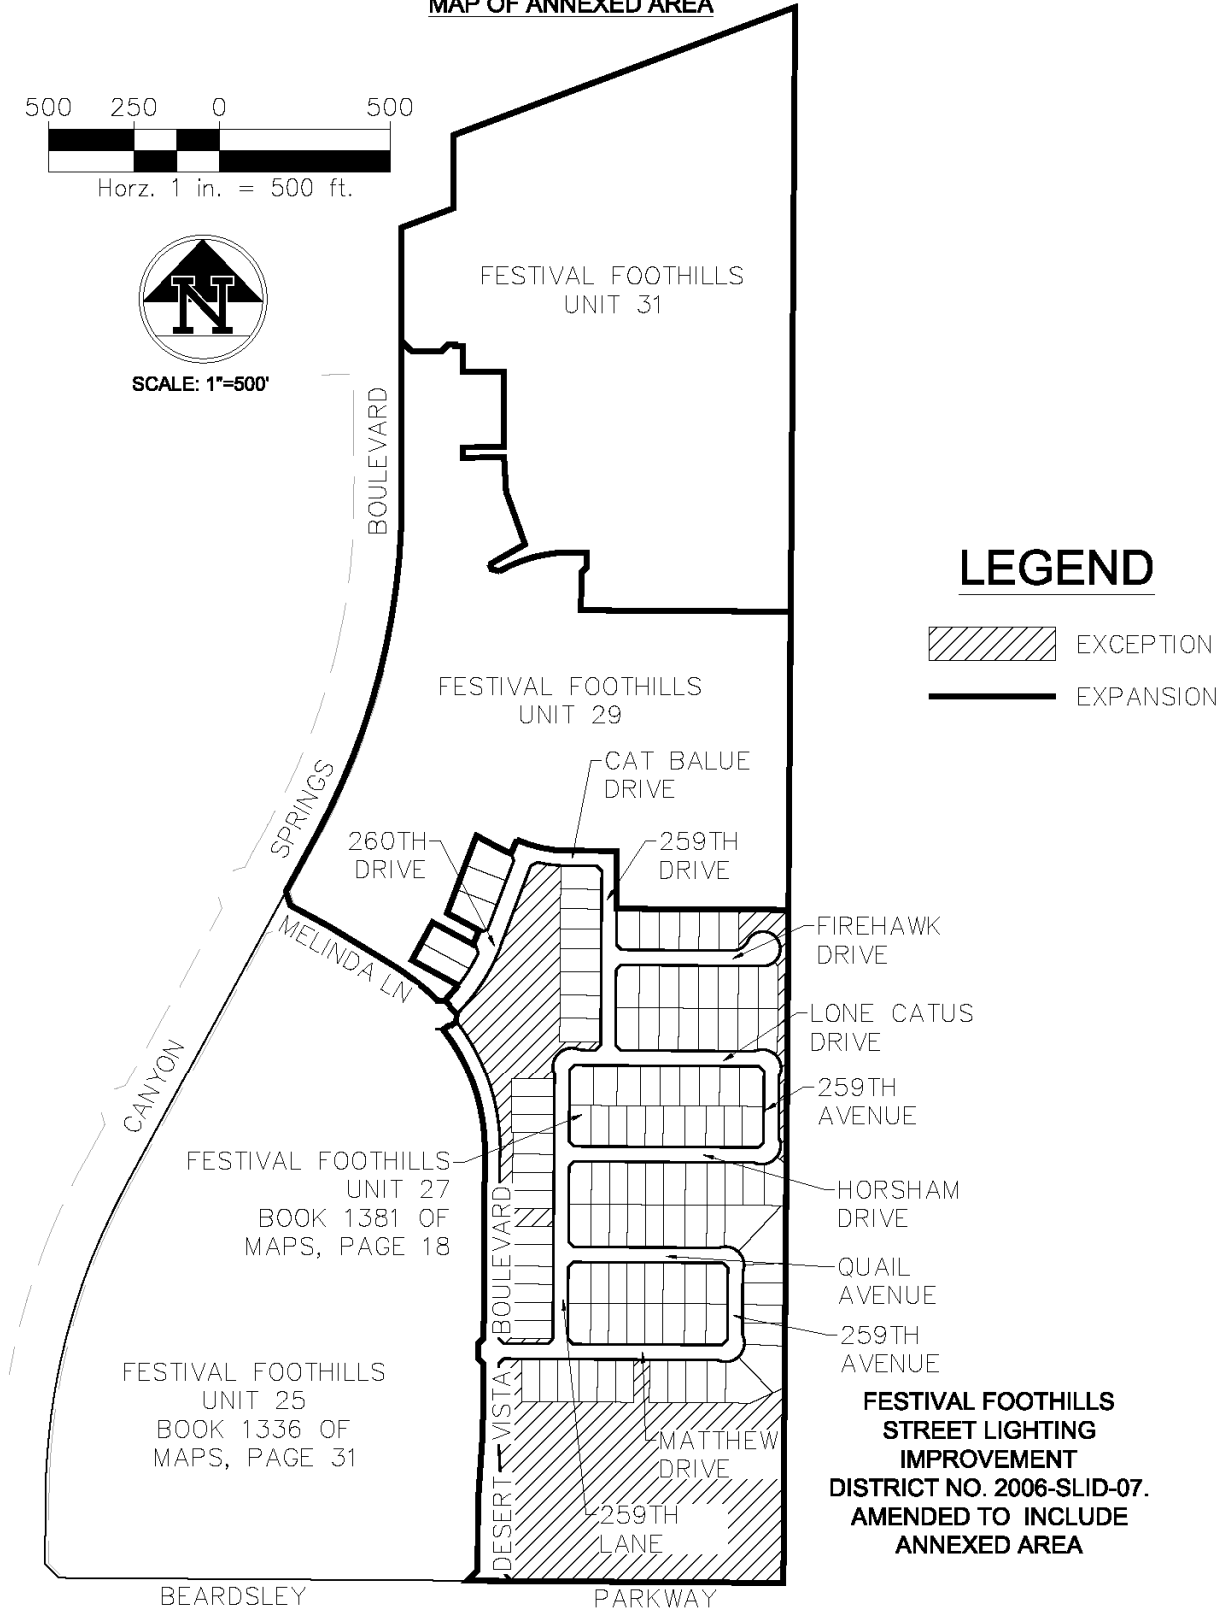 MAP OF ANNEXED AREA
500 250 0 500
Horz. 1 in. = 500 ft.
N
SCALE: 1"=500'
FESTIVAL FOOTHILLS
UNIT 31
BOULEVARD
LEGEND
EXCEPTION
EXPANSION
FESTIVAL FOOTHILLS
UNIT 29
SPRINGS
CAT BALUE
DRIVE
260TH
DRIVE
259TH
DRIVE
MELINDA LN
FIREHAWK
DRIVE
LONE CATUS
DRIVE
CANYON
259TH
AVENUE
FESTIVAL FOOTHILLS
UNIT 27
BOOK 1381 OF
MAPS, PAGE 18
HORSHAM
DRIVE
QUAIL
AVENUE
259TH
AVENUE
DESERT VISTA BOULEVARD
FESTIVAL FOOTHILLS
UNIT 25
BOOK 1336 OF
MAPS, PAGE 31
MATTHEW
DRIVE
259TH
LANE
FESTIVAL FOOTHILLS
STREET LIGHTING
IMPROVEMENT
DISTRICT NO. 2006-SLID-07.
AMENDED TO INCLUDE
ANNEXED AREA
BEARDSLEY PARKWAY